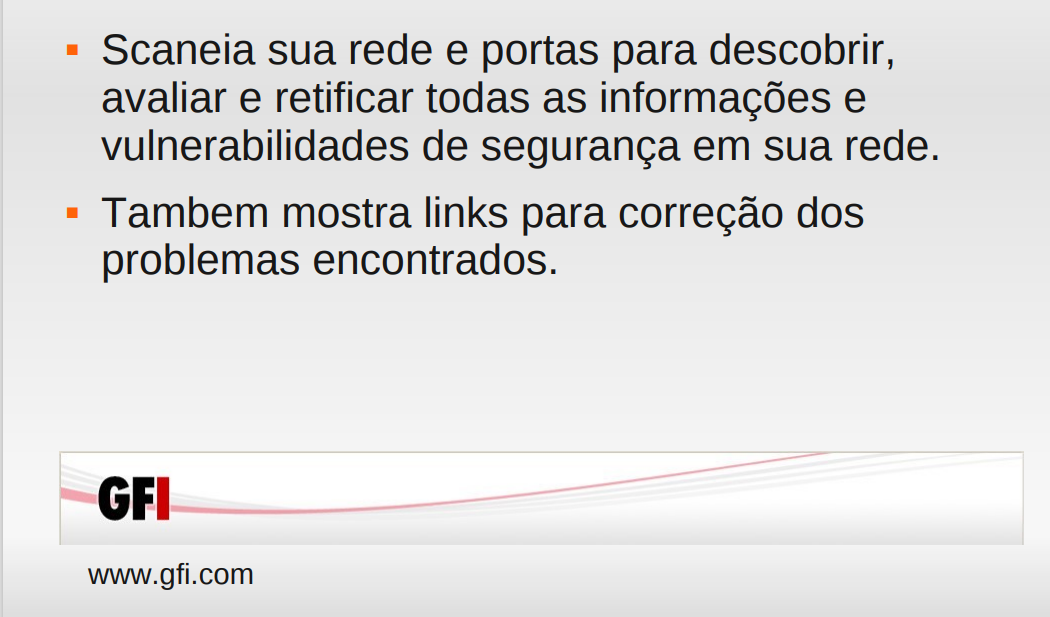 Scaneia sua rede e portas para descobrir,
avaliar e retificar todas as informações e
vulnerabilidades de segurança em sua rede.
Tambem mostra links para correção dos
problemas encontrados.
GFI
www.gfi.com